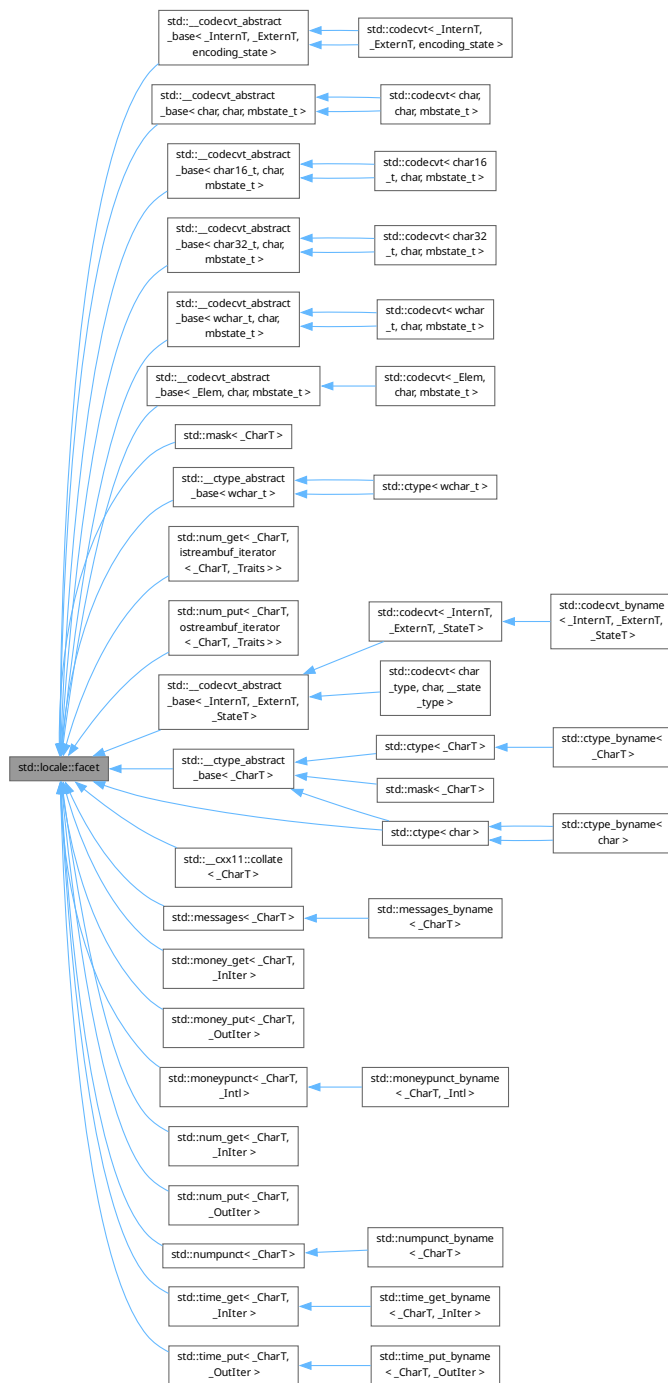 std::__codecvt_abstract
_base< _InternT, _ExternT,
encoding_state >
std::codecvt< _InternT,
_ExternT, encoding_state >
std::__codecvt_abstract
_base< char, char, mbstate_t >
std::codecvt< char,
char, mbstate_t >
std::__codecvt_abstract
_base< char16_t, char,
mbstate_t >
std::codecvt< char16
_t, char, mbstate_t >
std::__codecvt_abstract
_base< char32_t, char,
mbstate_t >
std::codecvt< char32
_t, char, mbstate_t >
std::__codecvt_abstract
_base< wchar_t, char,
mbstate_t >
std::codecvt< wchar
_t, char, mbstate_t >
std::__codecvt_abstract
_base< _Elem, char, mbstate_t >
std::codecvt< _Elem,
char, mbstate_t >
std::mask< _CharT >
std::__ctype_abstract
_base< wchar_t >
std::ctype< wchar_t >
std::num_get< _CharT,
istreambuf_iterator
< _CharT, _Traits > >
std::num_put< _CharT,
ostreambuf_iterator
< _CharT, _Traits > >
std::codecvt< _InternT,
_ExternT, _StateT >
std::codecvt_byname
< _InternT, _ExternT,
_StateT >
std::__codecvt_abstract
_base< _InternT, _ExternT,
_StateT >
std::codecvt< char
_type, char, __state
_type >
std::locale::facet
std::__ctype_abstract
_base< _CharT >
std::ctype< _CharT >
std::ctype_byname<
_CharT >
std::mask< _CharT >
std::ctype< char >
std::ctype_byname<
char >
std::__cxx11::collate
< _CharT >
std::messages< _CharT >
std::messages_byname
< _CharT >
std::money_get< _CharT,
_InIter >
std::money_put< _CharT,
_OutIter >
std::moneypunct< _CharT,
_Intl >
std::moneypunct_byname
< _CharT, _Intl >
std::num_get< _CharT,
_InIter >
std::num_put< _CharT,
_OutIter >
std::numpunct< _CharT >
std::numpunct_byname
< _CharT >
std::time_get< _CharT,
_InIter >
std::time_get_byname
< _CharT, _InIter >
std::time_put< _CharT,
_OutIter >
std::time_put_byname
< _CharT, _OutIter >